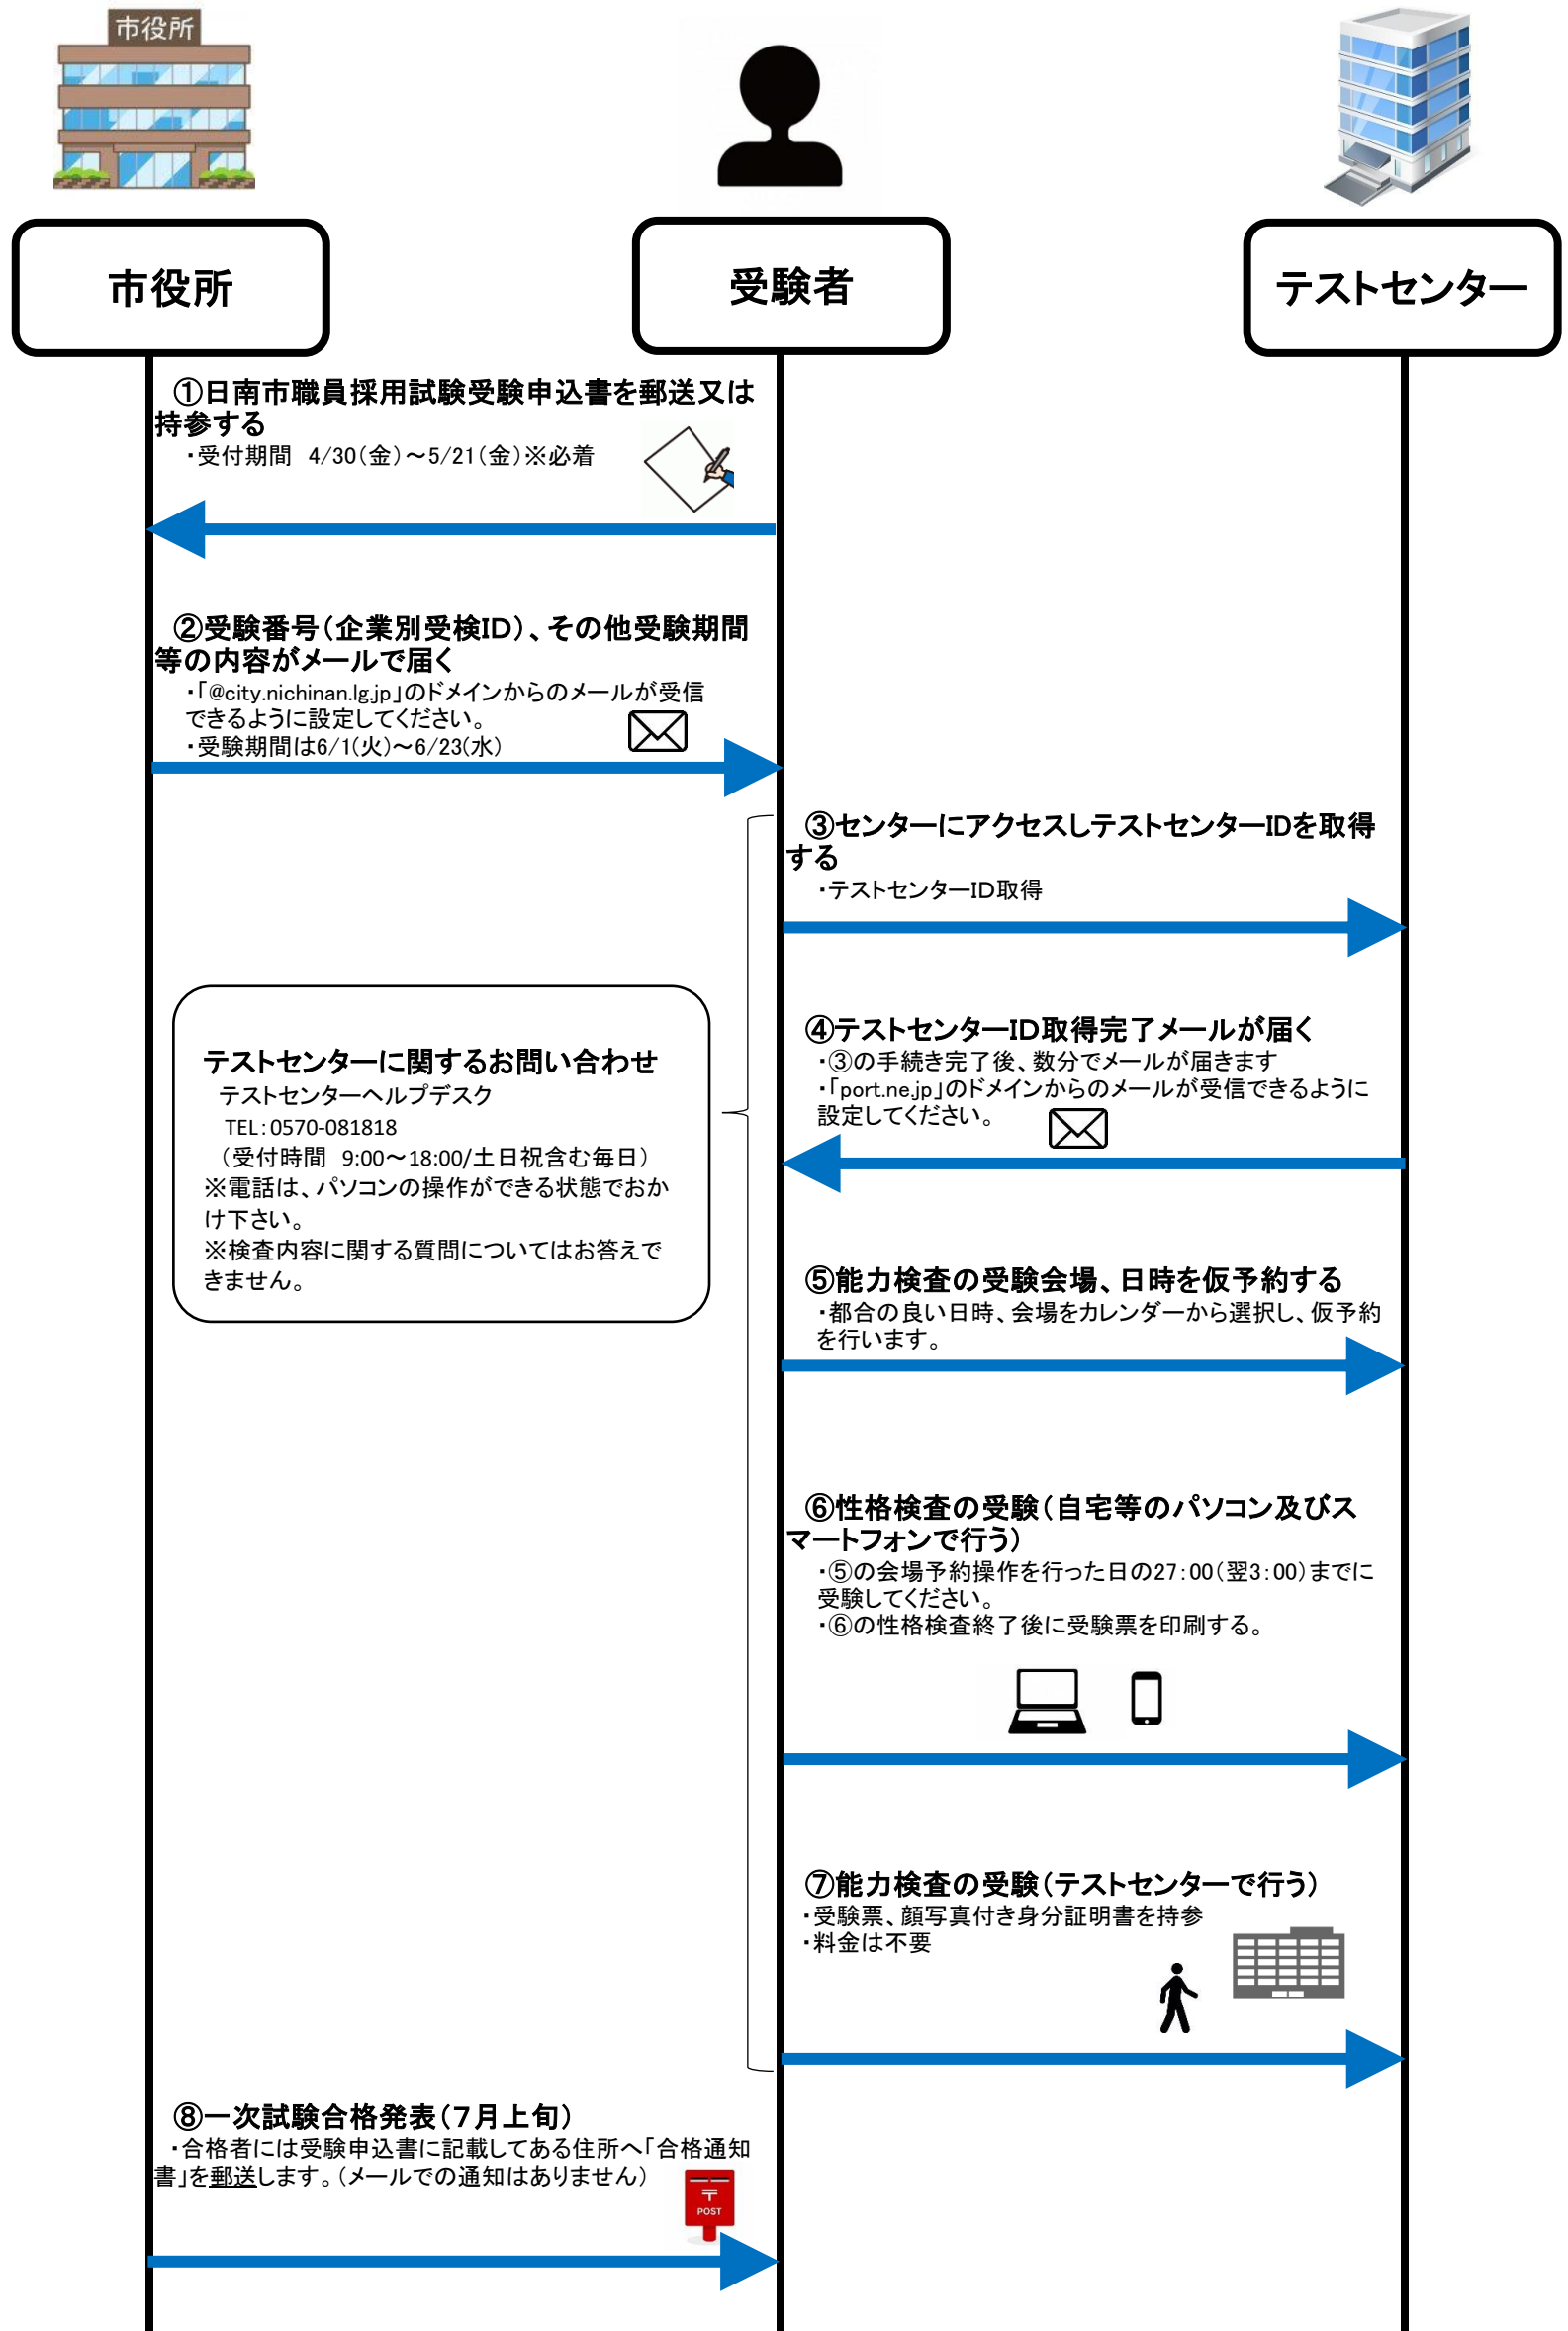 市役所
市役所
受験者
テストセンター
①日南市職員採用試験受験申込書を郵送又は
持参する
・受付期間　4/30（金）～5/21（金）※必着
②受験番号（企業別受検ID）、その他受験期間
等の内容がメールで届く
・「@city.nichinan.lg.jp」のドメインからのメールが受信
できるように設定してください。
・受験期間は6/1(火)～6/23(水)
③センターにアクセスしテストセンターIDを取得
する
・テストセンターID取得
テストセンターに関するお問い合わせ
テストセンターヘルプデスク
TEL：0570-081818
（受付時間　9:00～18:00/土日祝含む毎日）
※電話は、パソコンの操作ができる状態でおか
け下さい。
※検査内容に関する質問についてはお答えで
きません。
④テストセンターID取得完了メールが届く
・③の手続き完了後、数分でメールが届きます
・「port.ne.jp」のドメインからのメールが受信できるように
設定してください。
⑤能力検査の受験会場、日時を仮予約する
・都合の良い日時、会場をカレンダーから選択し、仮予約
を行います。
⑥性格検査の受験（自宅等のパソコン及びス
マートフォンで行う）
・⑤の会場予約操作を行った日の27：00（翌3：00）までに
受験してください。
・⑥の性格検査終了後に受験票を印刷する。
⑦能力検査の受験（テストセンターで行う）
・受験票、顔写真付き身分証明書を持参
・料金は不要
⑧一次試験合格発表（７月上旬）
・合格者には受験申込書に記載してある住所へ「合格通知
書」を郵送します。（メールでの通知はありません）
〒
POST